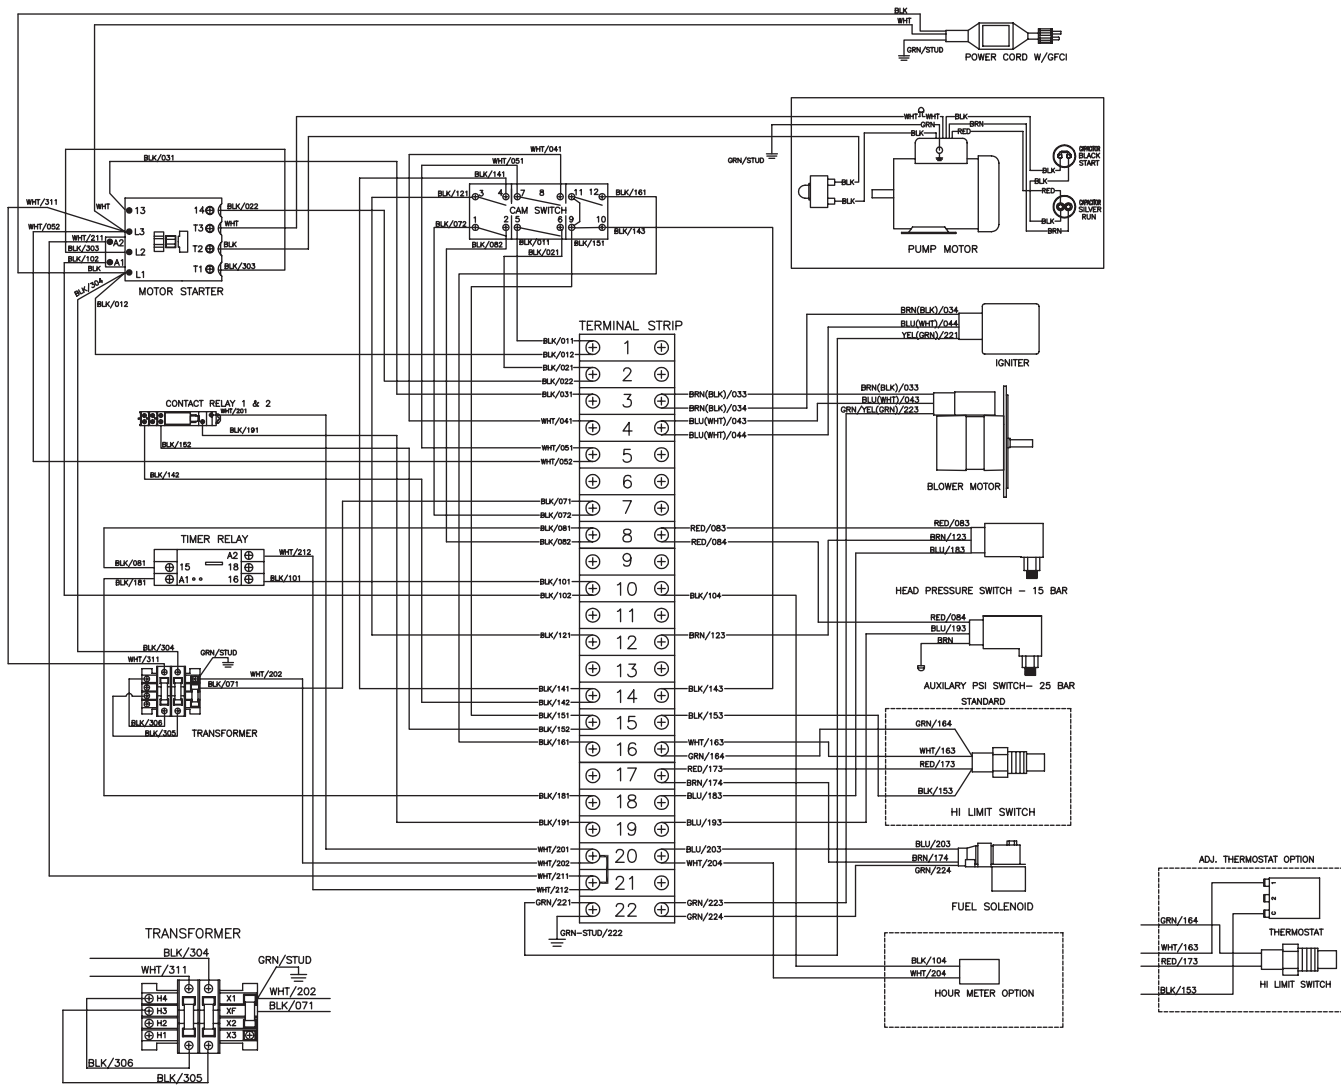 BLK
WHT
GRN/STUD
POWER CORD W/GFCI
WHT WHT
GRN
BLK
BLK
BRN
RED
GRN/STUD
BLK
BLK
BLK
BLK
RED
BLK
BRN
CAPACITOR
BLACK
START
CAPACITOR
SILVER
RUN
PUMP MOTOR
BLK/031
WHT/311
WHT
WHT/052
WHT/211
BLK/303
BLK/102
BLK
BLK/304
BLK/012
13
L3
A2
L2
A1
L1
14
T3
T2
T1
BLK/022
WHT
BLK
BLK/303
MOTOR STARTER
WHT/041
WHT/051
BLK/141
BLK/121
3 4 7 8 11 12
BLK/161
CAM SWITCH
BLK/072
1 2 5 6 9 10
BLK/143
BLK/082
BLK/011
BLK/021
BLK/151
TERMINAL STRIP
BLK/011
1
BLK/012
BLK/021
2
BLK/022
BLK/031
3
BRN(BLK)/033
BRN(BLK)/034
WHT/041
4
BLU(WHT)/043
BLU(WHT)/044
WHT/051
5
WHT/052
6
BLK/071
7
BLK/072
BLK/081
8
RED/083
BLK/082
RED/084
9
BLK/101
10
BLK/102
BLK/104
11
BLK/121
12
BRN/123
13
BLK/141
14
BLK/143
BLK/142
BLK/151
15
BLK/153
BLK/152
BLK/161
16
WHT/163
GRN/164
17
RED/173
BRN/174
BLK/181
18
BLU/183
BLK/191
19
BLU/193
WHT/201
20
BLU/203
WHT/202
WHT/204
WHT/211
21
WHT/212
GRN/221
22
GRN/223
GRN/224
GRN-STUD/222
BRN(BLK)/034
BLU(WHT)/044
YEL(GRN)/221
IGNITER
BRN(BLK)/033
BLU(WHT)/043
GRN/YEL(GRN)/223
BLOWER MOTOR
CONTACT RELAY 1 & 2
WHT/201
BLK/191
BLK/152
BLK/142
TIMER RELAY
BLK/081
BLK/181
15
A1
A2
18
16
WHT/212
BLK/101
RED/083
BRN/123
BLU/183
HEAD PRESSURE SWITCH - 15 BAR
RED/084
BLU/193
BRN
AUXILARY PSI SWITCH- 25 BAR
BLK/304
WHT/311
GRN/STUD
WHT/202
BLK/071
BLK/306
BLK/305
TRANSFORMER
STANDARD
GRN/164
WHT/163
RED/173
BLK/153
HI LIMIT SWITCH
BLU/203
BRN/174
GRN/224
FUEL SOLENOID
BLK/104
WHT/204
HOUR METER OPTION
ADJ. THERMOSTAT OPTION
1
2
C
THERMOSTAT
GRN/164
WHT/163
RED/173
BLK/153
HI LIMIT SWITCH
TRANSFORMER
BLK/304
WHT/311
GRN/STUD
H4 X1
H3 XF
H2 X2
H1 X3
WHT/202
BLK/071
BLK/306
BLK/305